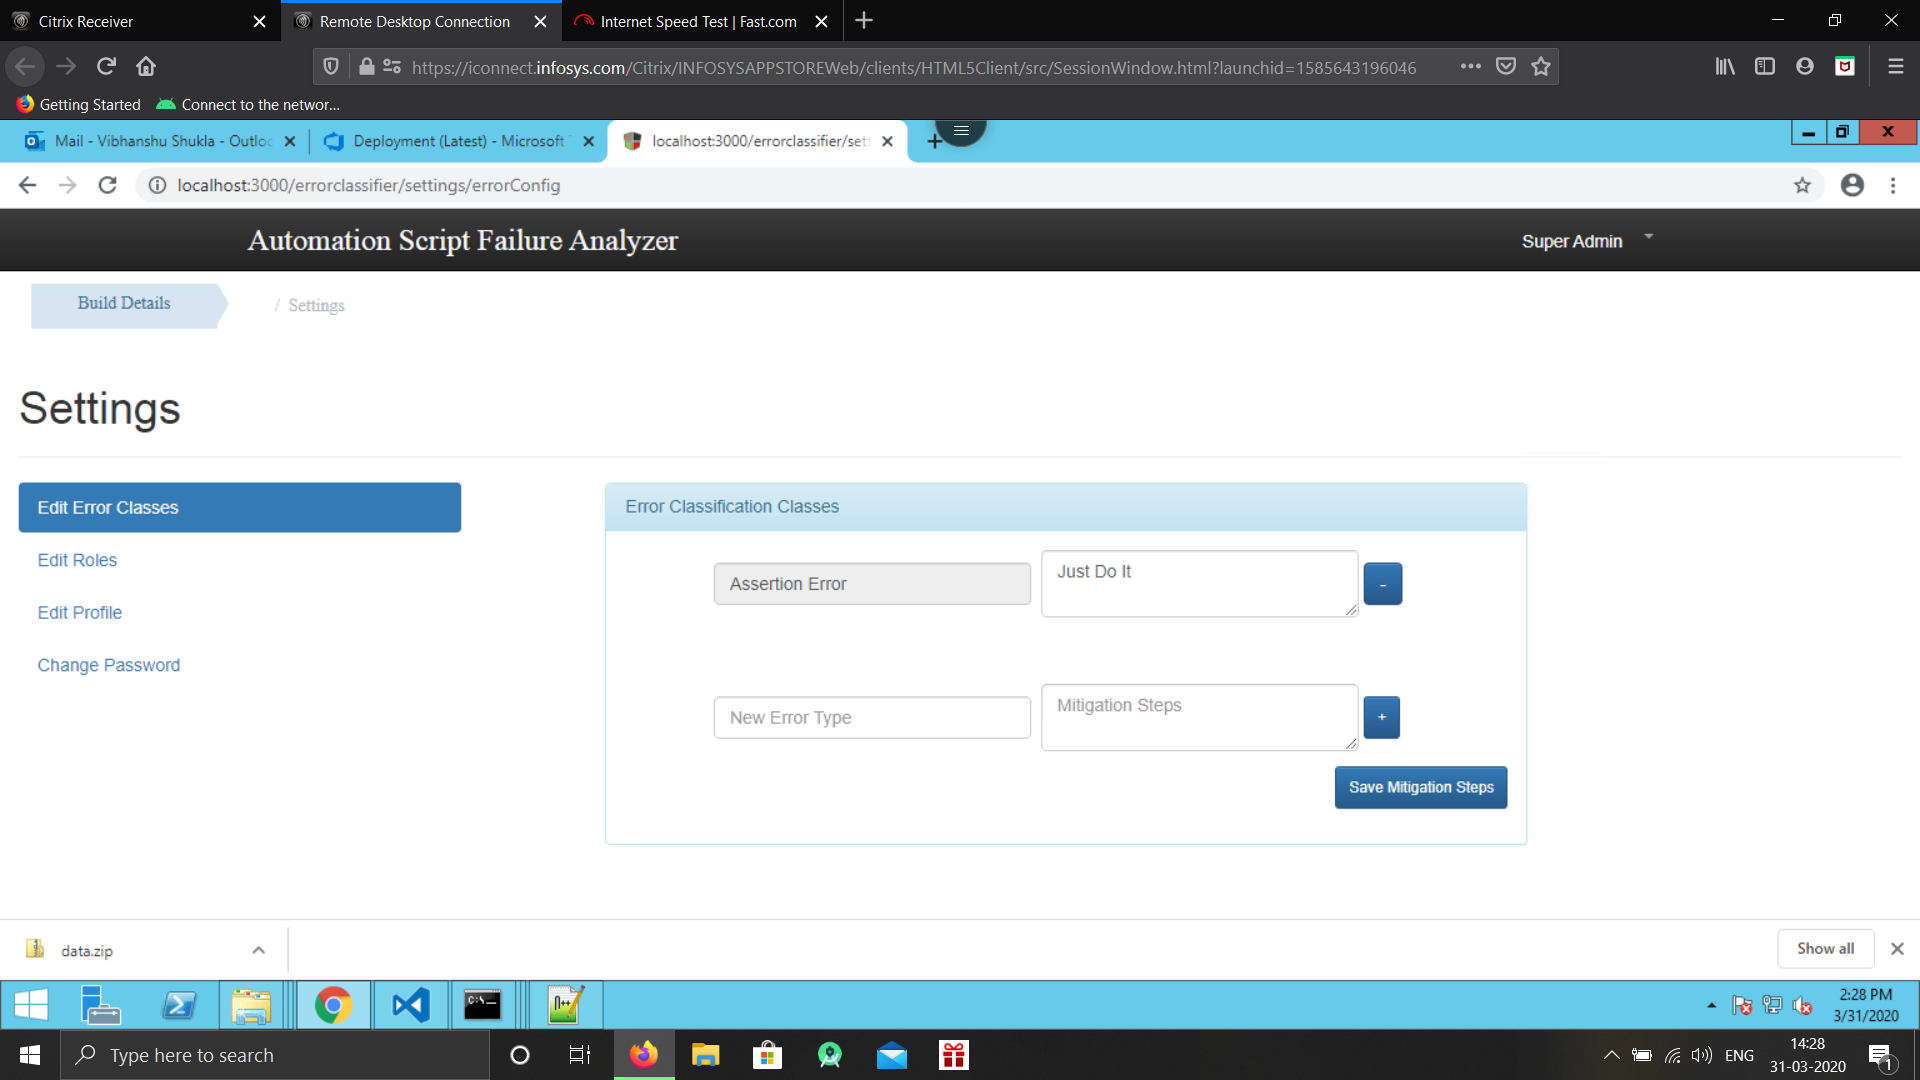 Citrix Receiver
Remote Desktop Connection
Internet Speed Test | Fast.com
https://iconnect.infosys.com/Citrix/INFOSYSAPPSTOREWeb/clients/HTML5Client/src/SessionWindow.html?launchid=1585643196046
Getting Started
Connect to the networ...
Mail - Vibhanshu Shukla - Outloo
Deployment (Latest) - Microsoft
localhost:3000/errorclassifier/set
localhost:3000/errorclassifier/settings/errorConfig
Automation Script Failure Analyzer
Super Admin
Build Details
/ Settings
Settings
Edit Error Classes
Edit Roles
Edit Profile
Change Password
Error Classification Classes
Assertion Error
Just Do It
-
New Error Type
Mitigation Steps
+
Save Mitigation Steps
data.zip
Show all
2:28 PM
3/31/2020
Type here to search
ENG
14:28
31-03-2020
1